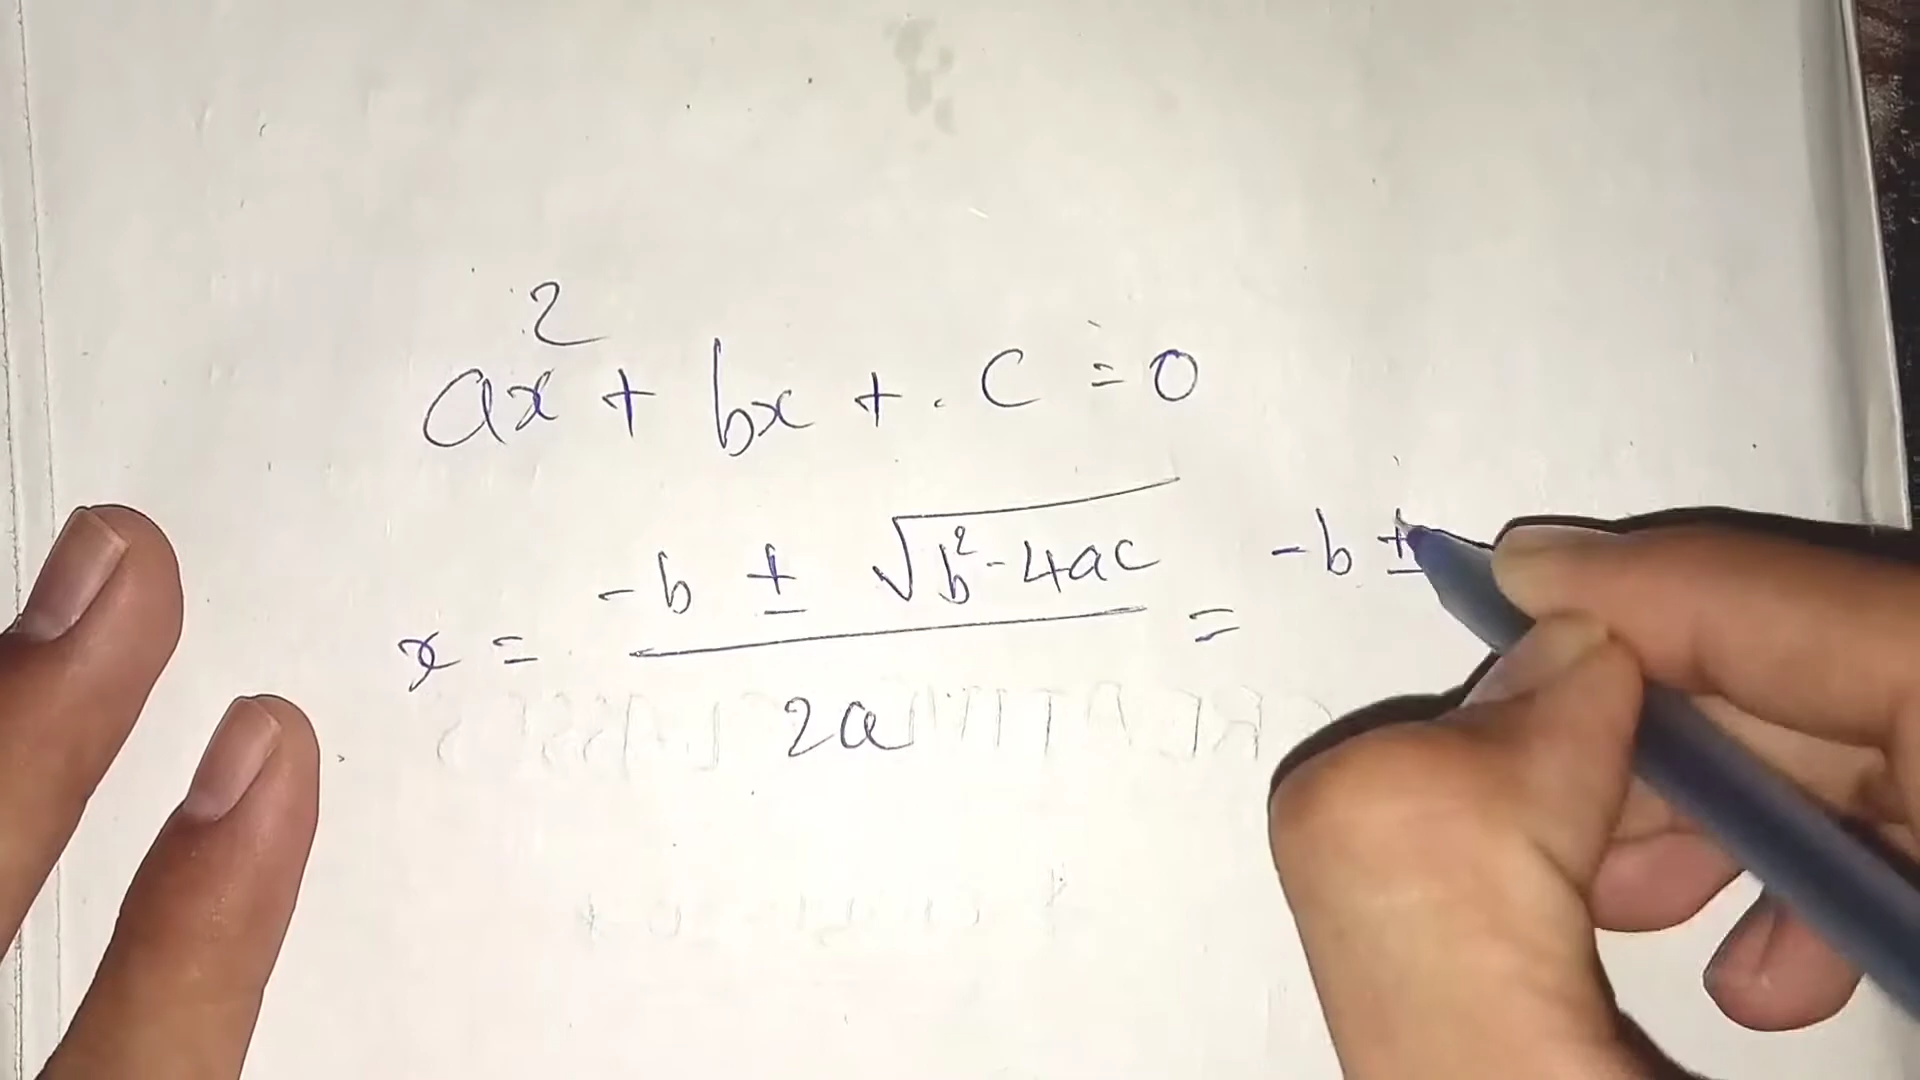 ax² + bx + c = 0
x = (-b ± √(b² - 4ac)) / 2a = -b ±